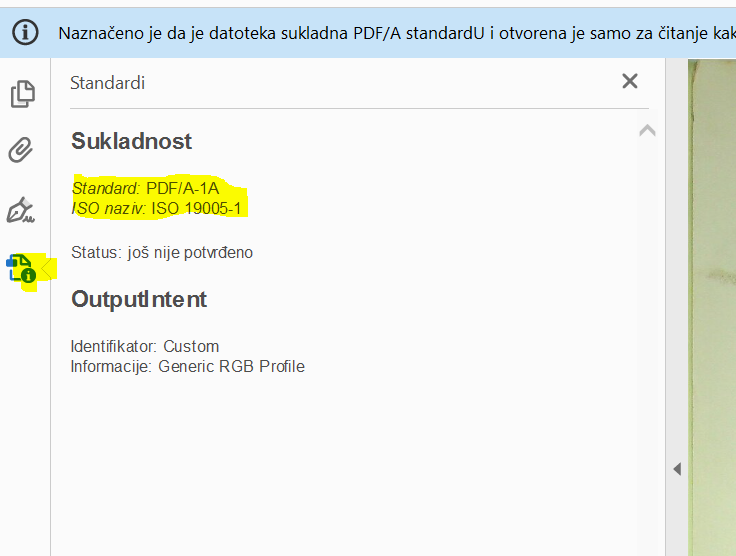 Naznačeno je da je datoteka sukladna PDF/A standardU i otvorena je samo za čitanje kak
Standardi
Sukladnost
Standard: PDF/A-1A
ISO naziv: ISO 19005-1
Status: još nije potvrđeno
OutputIntent
Identifikator: Custom
Informacije: Generic RGB Profile